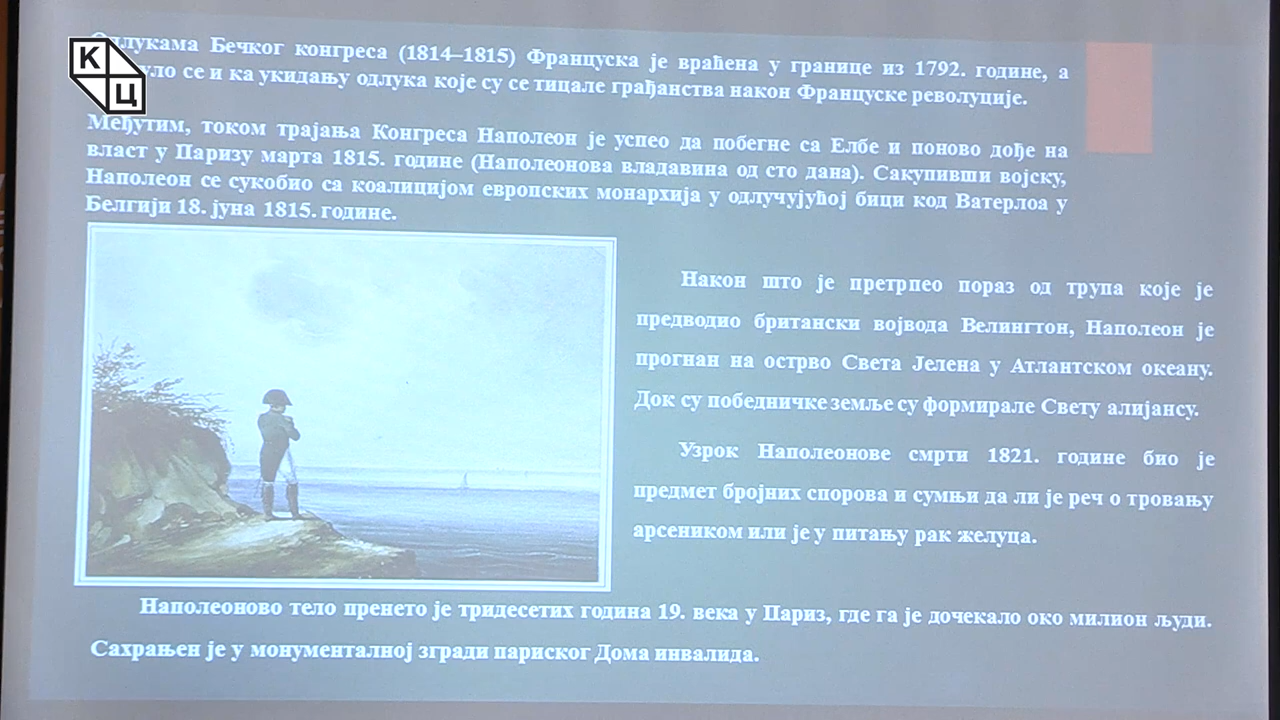 К
Ц
Одлукама Бечког конгреса (1814–1815) Француска је враћена у границе из 1792. године, а
се и ка укидању одлука које су се тицале грађанства након Француске револуције.
Међутим, током трајања Конгреса Наполеон је успео да побегне са Елбе и поново дође на
власт у Паризу марта 1815. године (Наполеонова владавина од сто дана). Сакупивши војску,
Наполеон се сукобио са коалицијом европских монархија у одлучујућој бици код Ватерлоа у
Белгији 18. јуна 1815. године.
Након што је претрпео пораз од трупа које је
предводио британски војвода Велингтон, Наполеон је
прогнан на острво Света Јелена у Атлантском океану.
Док су победничке земље су формирале Свету алијансу.
Узрок Наполеонове смрти 1821. године био је
предмет бројних спорова и сумњи да ли је реч о тровању
арсеником или је у питању рак желуца.
Наполеоново тело пренето је тридесетих година 19. века у Париз, где га је дочекало око милион људи.
Сахрањен је у монументалној згради париског Дома инвалида.